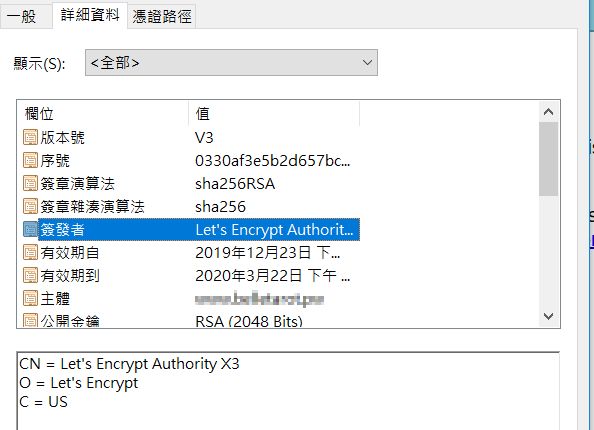 一般 詳細資料 憑證路徑
顯示(S): <全部>
欄位 值
版本號 V3
序號 0330af3e5b2d657bc...
簽章演算法 sha256RSA
簽章雜湊演算法 sha256
簽發者 Let's Encrypt Authorit...
有效期自 2019年12月23日 下...
有效期到 2020年3月22日 下午 ...
主體
公開金鑰 RSA (2048 Bits)
CN = Let's Encrypt Authority X3
O = Let's Encrypt
C = US